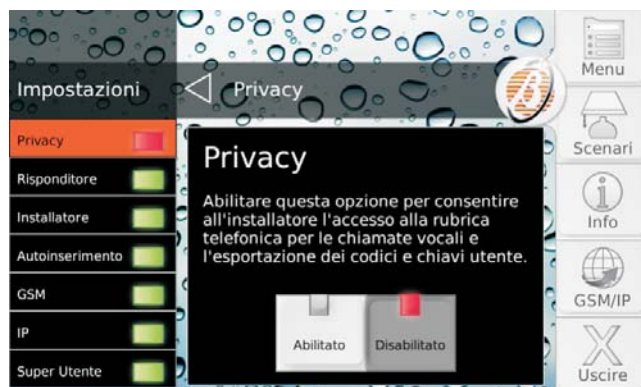 Impostazioni
Privacy
Privacy
Risponditore
Installatore
Autoinserimento
GSM
IP
Super Utente
Privacy
Abilitare questa opzione per consentire
all'installatore l'accesso alla rubrica
telefonica per le chiamate vocali e
l'esportazione dei codici e chiavi utente.
Abilitato
Disabilitato
Menu
Scenari
Info
GSM/IP
Uscire